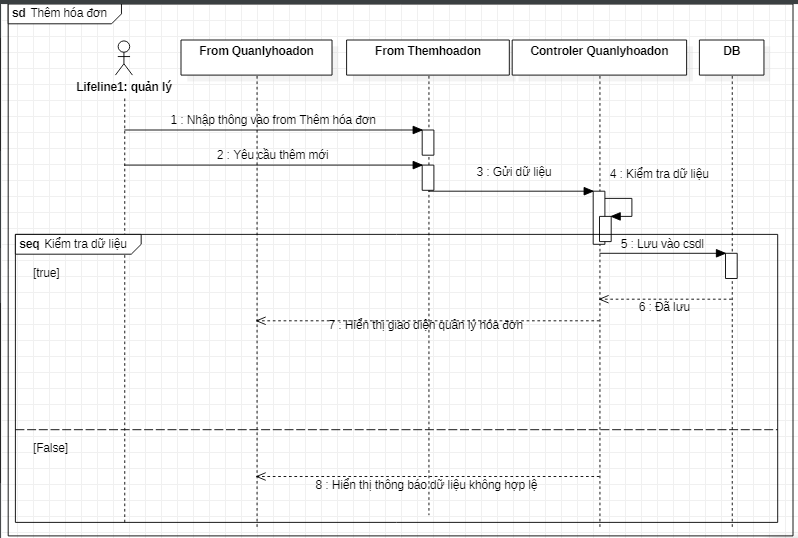 sd Thêm hóa đơn
From Quanlyhoadon
From Themhoadon
Controler Quanlyhoadon
DB
Lifeline1: quản lý
1 : Nhập thông vào from Thêm hóa đơn
2 : Yêu cầu thêm mới
3 : Gửi dữ liệu
4 : Kiểm tra dữ liệu
seq Kiểm tra dữ liệu
5 : Lưu vào csdl
[true]
6 : Đã lưu
7 : Hiển thị giao diện quản lý hóa đơn
[False]
8 : Hiển thị thông báo dữ liệu không hợp lệ